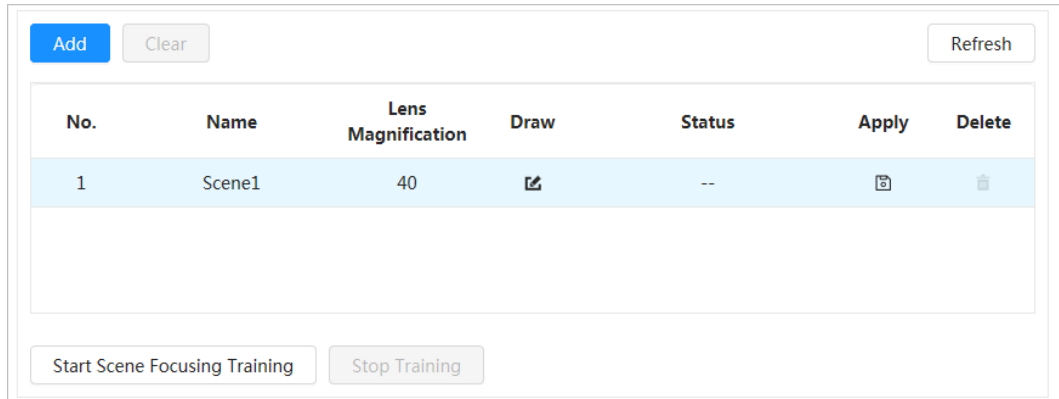 Add Clear Refresh
No. Name Lens Magnification Draw Status Apply Delete
1 Scene1 40 -- 
Start Scene Focusing Training Stop Training